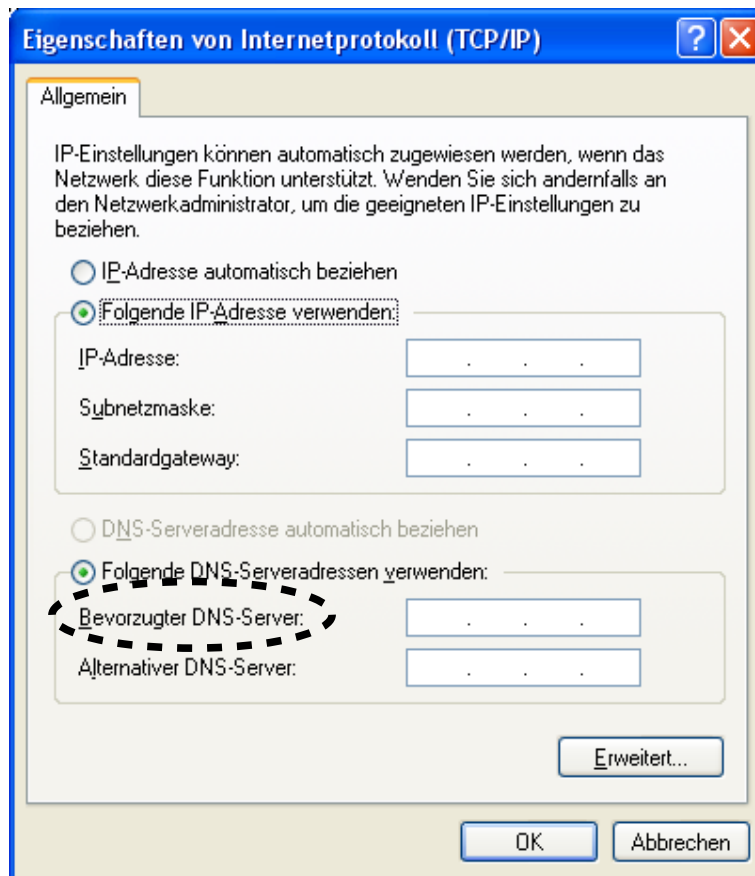 Eigenschaften von Internetprotokoll (TCP/IP)
Allgemein
IP-Einstellungen können automatisch zugewiesen werden, wenn das
Netzwerk diese Funktion unterstützt. Wenden Sie sich andernfalls an
den Netzwerkadministrator, um die geeigneten IP-Einstellungen zu
beziehen.
IP-Adresse automatisch beziehen
Folgende IP-Adresse verwenden:
IP-Adresse: . . .
Subnetzmaske: . . .
Standardgateway: . . .
DNS-Serveradresse automatisch beziehen
Folgende DNS-Serveradressen verwenden:
Bevorzugter DNS-Server: . . .
Alternativer DNS-Server: . . .
Erweitert...
OK Abbrechen